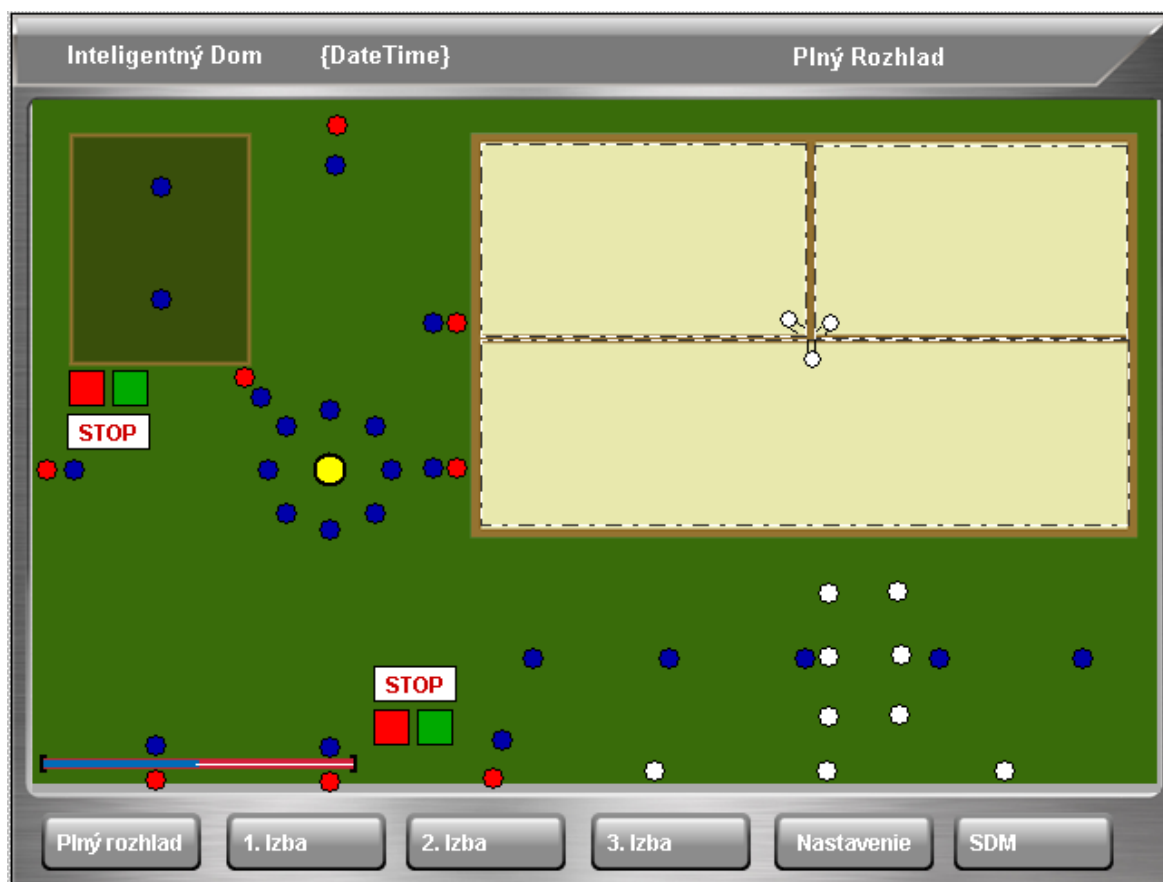 Inteligentný Dom {DateTime} Plný Rozhlad
STOP
STOP
Plný rozhlad 1. Izba 2. Izba 3. Izba Nastavenie SDM